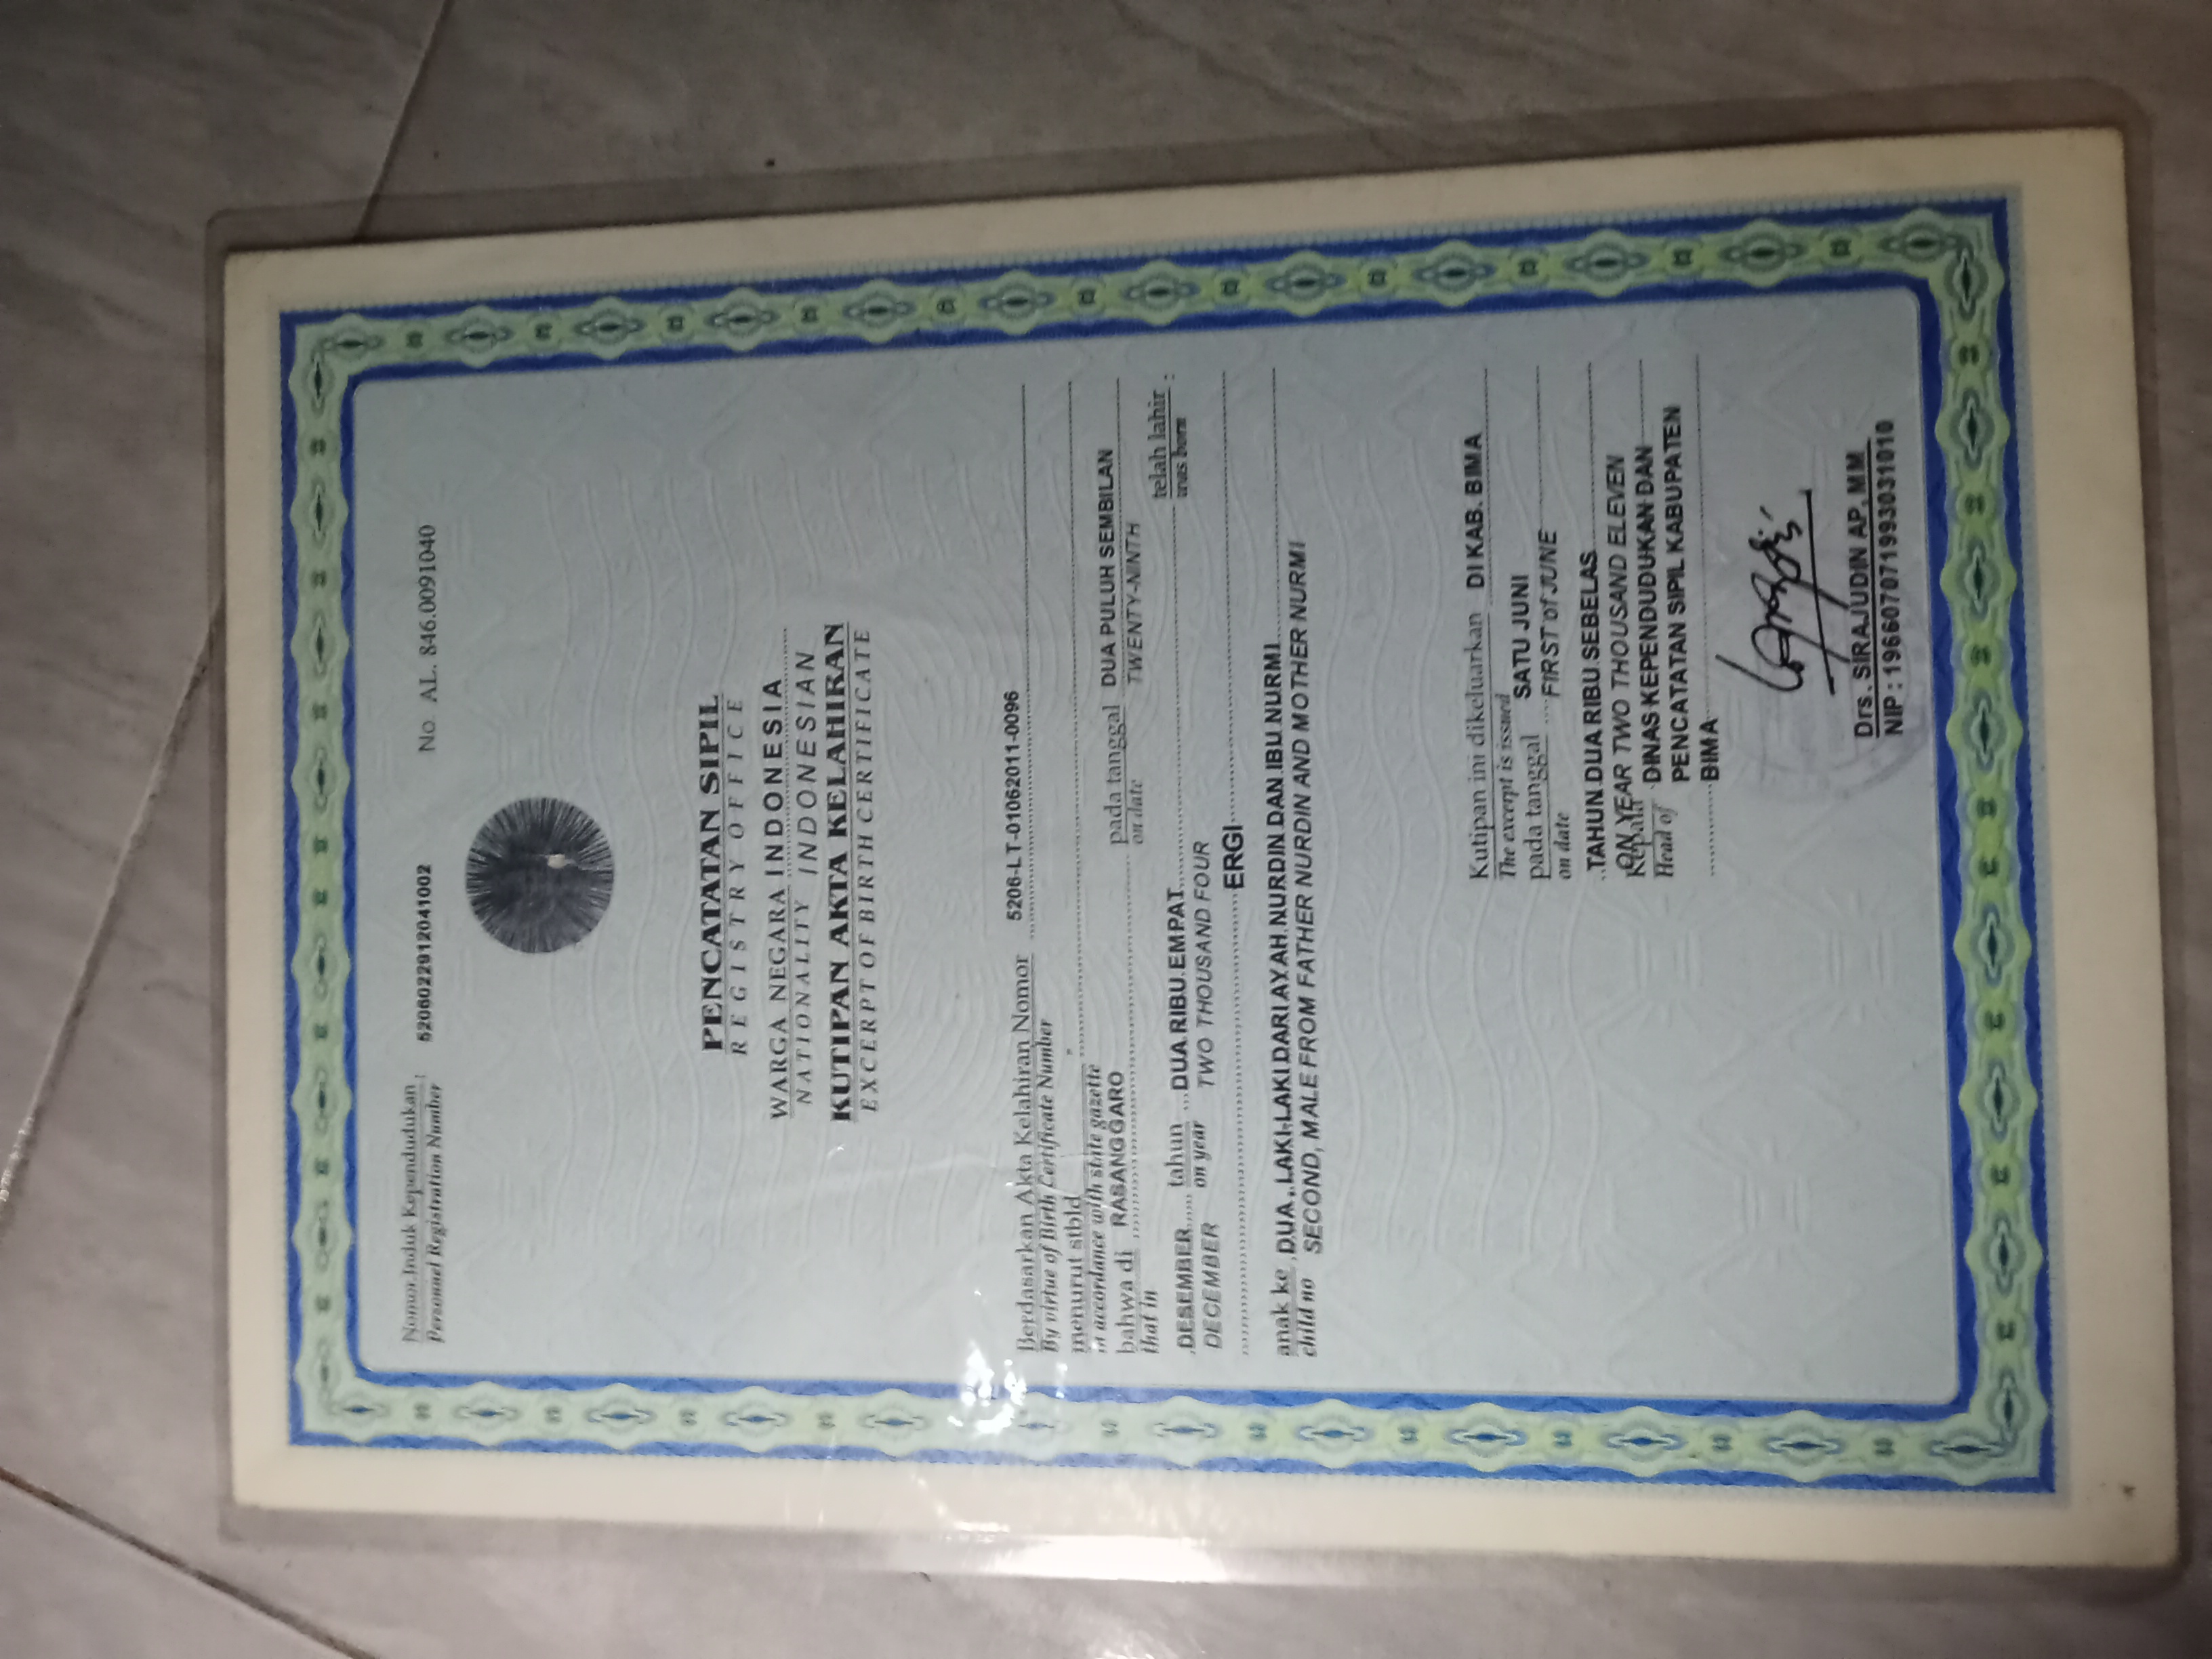 Nomor Induk Kependudukan : 5206022912041002 No. AL. 846.0091040
Personnel Registration Number
PENCATATAN SIPIL
REGISTRY OFFICE
WARGA NEGARA INDONESIA
NATIONALITY INDONESIAN
KUTIPAN AKTA KELAHIRAN
EXCERPT OF BIRTH CERTIFICATE
Berdasarkan Akta Kelahiran Nomor 5206-LT-01062011-0096
By virtue of Birth Certificate Number
menurut stbld
in accordance with state gazette
bahwa di RASANGGARO pada tanggal DUA PULUH SEMBILAN
that in on date TWENTY-NINTH
DESEMBER tahun DUA RIBU EMPAT telah lahir :
DECEMBER on year TWO THOUSAND FOUR was born
ERGI
anak ke DUA, LAKI-LAKI DARI AYAH NURDIN DAN IBU NURMI
child no SECOND, MALE FROM FATHER NURDIN AND MOTHER NURMI
Kutipan ini dikeluarkan DI KAB. BIMA
The excerpt is issued
pada tanggal SATU JUNI
on date FIRST of JUNE
TAHUN DUA RIBU SEBELAS
ON YEAR TWO THOUSAND ELEVEN
Kepala DINAS KEPENDUDUKAN DAN
Head of PENCATATAN SIPIL KABUPATEN
BIMA
Drs. SIRAJUDIN AP, MM
NIP : 196607071993031010